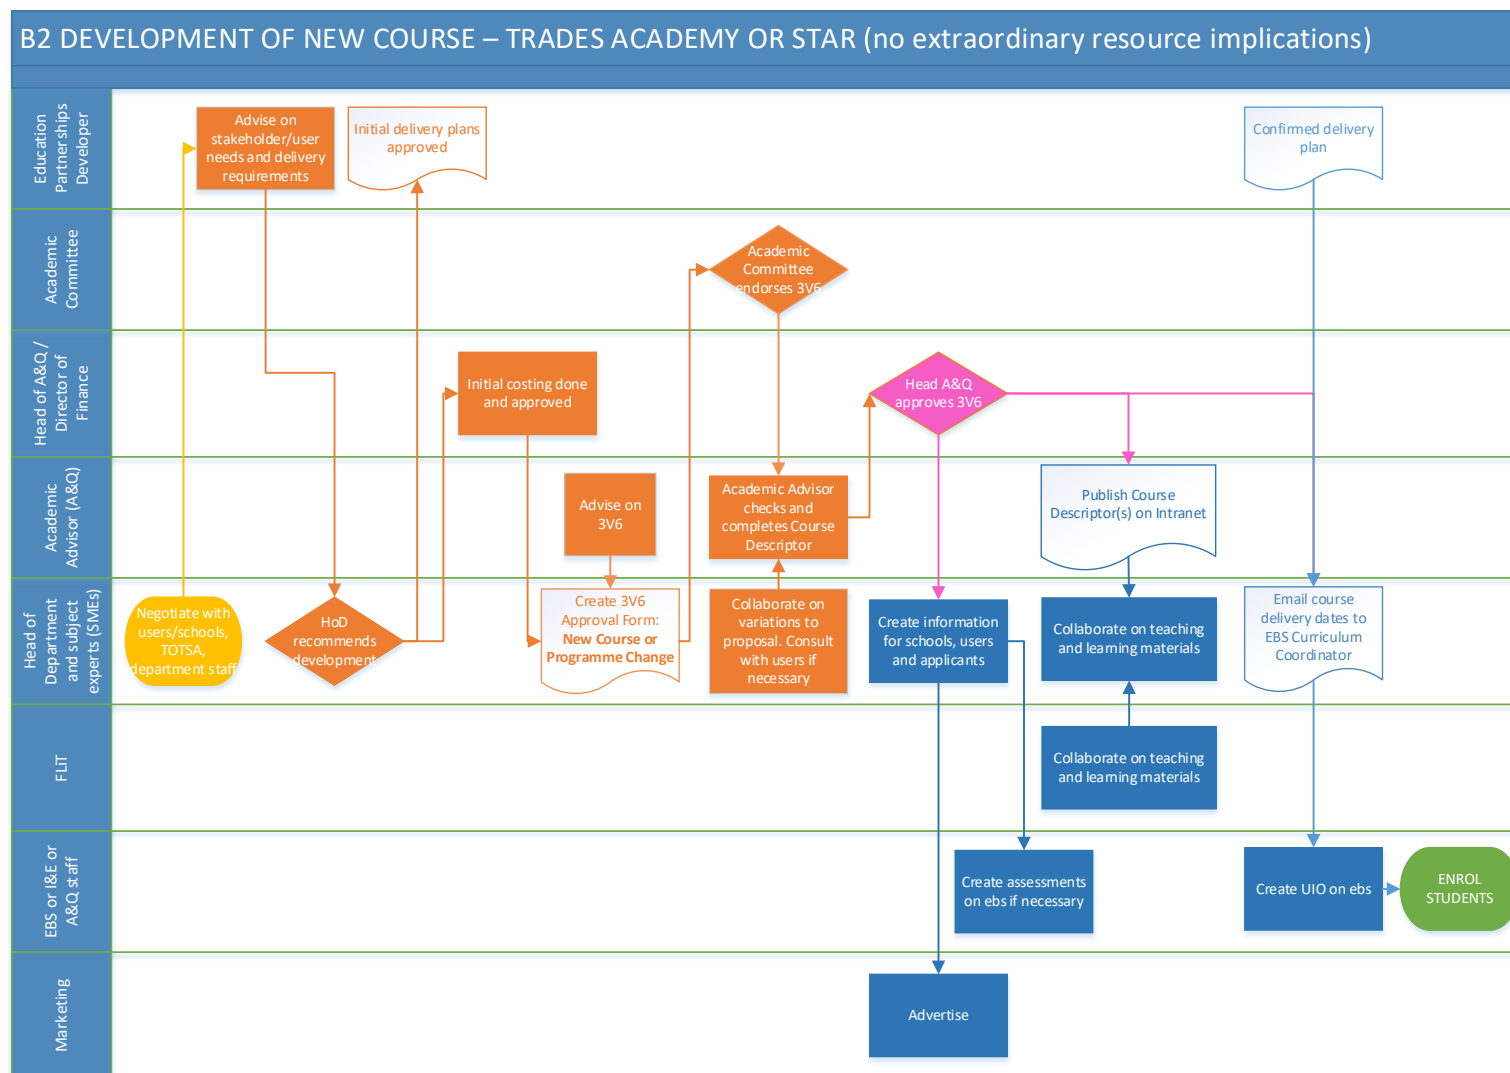 B2 DEVELOPMENT OF NEW COURSE – TRADES ACADEMY OR STAR (no extraordinary resource implications)
Education
Partnerships
Developer
Advise on
stakeholder/user
needs and delivery
requirements
Initial delivery plans
approved
Confirmed delivery
plan
Academic
Committee
Academic
Committee
endorses 3V6
Head of A&Q /
Director of
Finance
Initial costing done
and approved
Head A&Q
approves 3V6
Academic
Advisor (A&Q)
Advise on
3V6
Academic Advisor
checks and
completes Course
Descriptor
Publish Course
Descriptor(s) on Intranet
Head of
Department
and subject
experts (SMEs)
Negotiate with
users/schools,
TOTSA,
department staff
HoD
recommends
development
Create 3V6
Approval Form:
New Course or
Programme Change
Collaborate on
variations to
proposal. Consult
with users if
necessary
Create information
for schools, users
and applicants
Collaborate on teaching
and learning materials
Email course
delivery dates to
EBS Curriculum
Coordinator
FLiT
Collaborate on teaching
and learning materials
EBS or I&E or
A&Q staff
Create assessments
on ebs if necessary
Create UIO on ebs
ENROL
STUDENTS
Marketing
Advertise